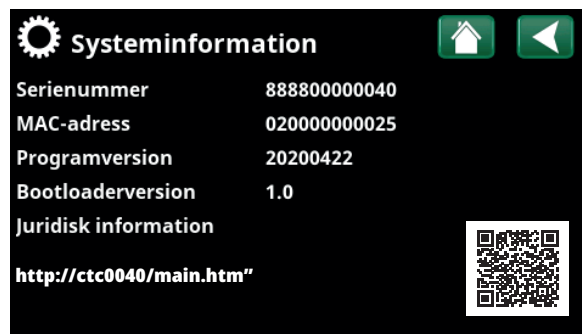 Systeminformation
Serienummer 888800000040
MAC-adress 020000000025
Programversion 20200422
Bootloaderversion 1.0
Juridisk information
http://ctc0040/main.htm”